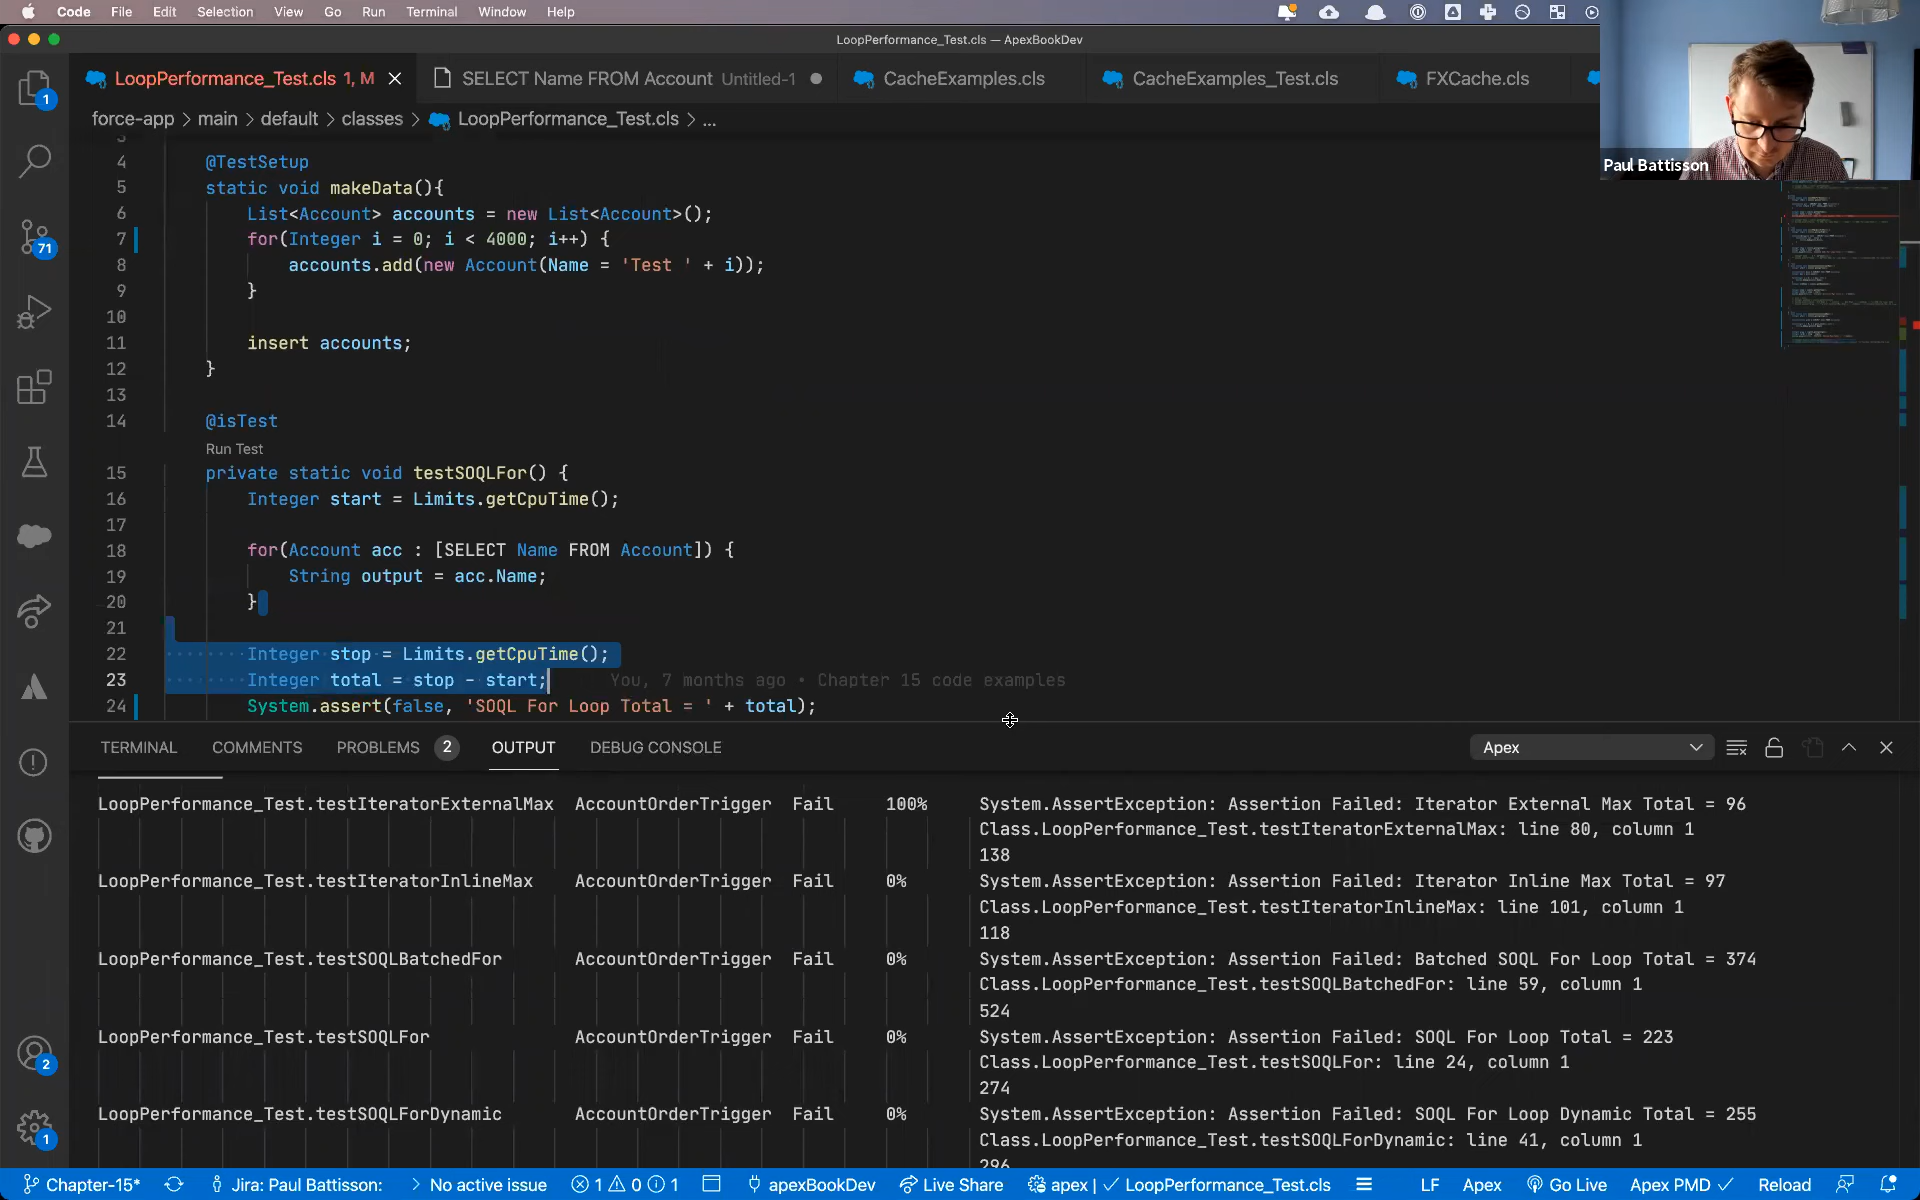 Code File Edit Selection View Go Run Terminal Window Help
LoopPerformance_Test.cls — ApexBookDev
LoopPerformance_Test.cls 1, M
SELECT Name FROM Account Untitled-1
CacheExamples.cls
CacheExamples_Test.cls
FXCache.cls
force-app > main > default > classes > LoopPerformance_Test.cls > ...
Paul Battisson
4 @TestSetup
5 static void makeData(){
6 List<Account> accounts = new List<Account>();
7 for(Integer i = 0; i < 4000; i++) {
8 accounts.add(new Account(Name = 'Test ' + i));
9 }
10
11 insert accounts;
12 }
13
14 @isTest
Run Test
15 private static void testSOQLFor() {
16 Integer start = Limits.getCpuTime();
17
18 for(Account acc : [SELECT Name FROM Account]) {
19 String output = acc.Name;
20 }
21
22 Integer stop = Limits.getCpuTime();
23 Integer total = stop - start; You, 7 months ago • Chapter 15 code examples
24 System.assert(false, 'SOQL For Loop Total = ' + total);
1
71
TERMINAL COMMENTS PROBLEMS 2 OUTPUT DEBUG CONSOLE Apex
LoopPerformance_Test.testIteratorExternalMax AccountOrderTrigger Fail 100% System.AssertException: Assertion Failed: Iterator External Max Total = 96
Class.LoopPerformance_Test.testIteratorExternalMax: line 80, column 1
138
LoopPerformance_Test.testIteratorInlineMax AccountOrderTrigger Fail 0% System.AssertException: Assertion Failed: Iterator Inline Max Total = 97
Class.LoopPerformance_Test.testIteratorInlineMax: line 101, column 1
118
LoopPerformance_Test.testSOQLBatchedFor AccountOrderTrigger Fail 0% System.AssertException: Assertion Failed: Batched SOQL For Loop Total = 374
Class.LoopPerformance_Test.testSOQLBatchedFor: line 59, column 1
524
LoopPerformance_Test.testSOQLFor AccountOrderTrigger Fail 0% System.AssertException: Assertion Failed: SOQL For Loop Total = 223
Class.LoopPerformance_Test.testSOQLFor: line 24, column 1
274
LoopPerformance_Test.testSOQLForDynamic AccountOrderTrigger Fail 0% System.AssertException: Assertion Failed: SOQL For Loop Dynamic Total = 255
Class.LoopPerformance_Test.testSOQLForDynamic: line 41, column 1
296
2
1
Chapter-15* Jira: Paul Battisson: > No active issue 1 0 1 apexBookDev Live Share apex | ✓ LoopPerformance_Test.cls LF Apex Go Live Apex PMD ✓ Reload